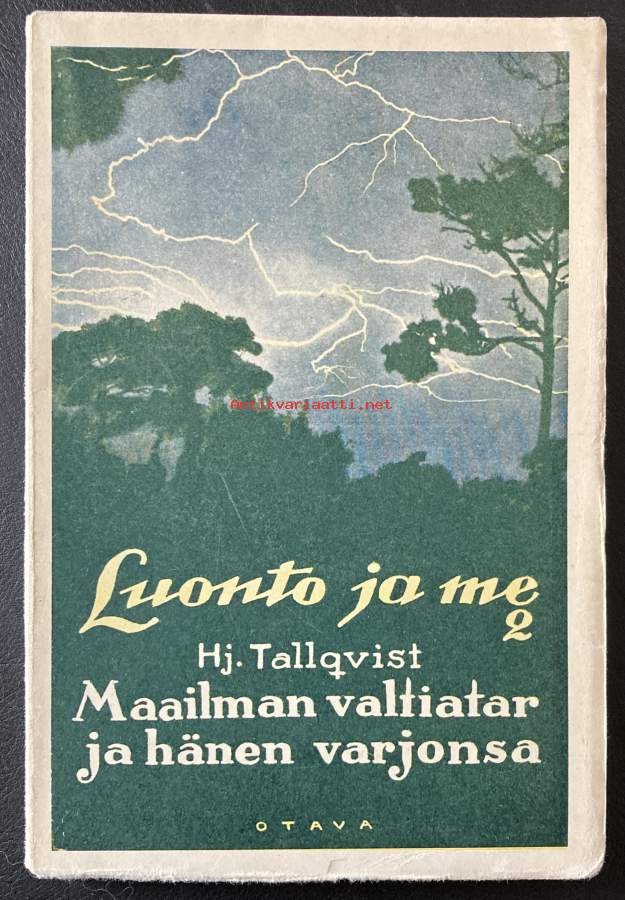 Antikvariaatti.net
Luonto ja me
2
Hj. Tallqvist
Maailman valtiatar
ja hänen varjonsa
OTAVA